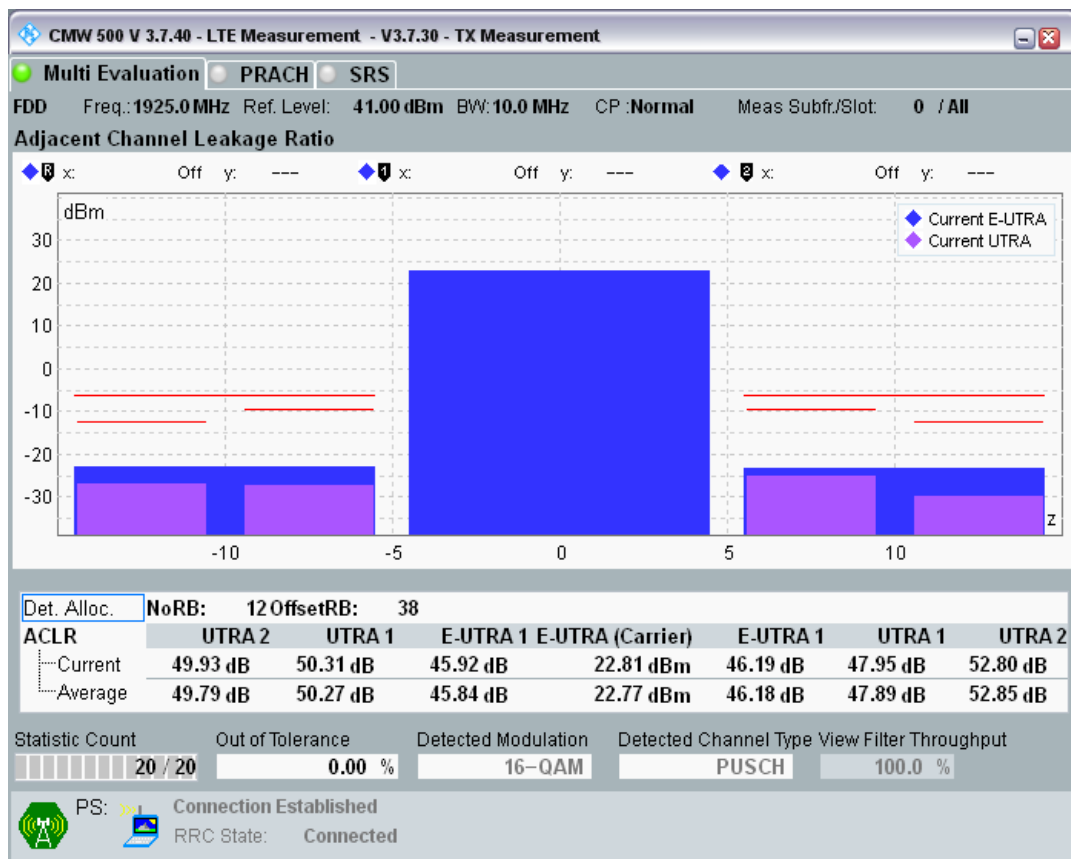 CMW 500 V 3.7.40 - LTE Measurement - V3.7.30 - TX Measurement
Multi Evaluation PRACH SRS
FDD Freq.: 1925.0 MHz Ref. Level: 41.00 dBm BW: 10.0 MHz CP :Normal Meas Subfr./Slot: 0 / All
Adjacent Channel Leakage Ratio
R x: Off y: --- 1 x: Off y: --- 2 x: Off y: ---
dBm
Current E-UTRA
Current UTRA
30
20
10
0
-10
-20
-30
z
-10 -5 0 5 10
Det. Alloc. NoRB: 12 OffsetRB: 38
ACLR UTRA 2 UTRA 1 E-UTRA 1 E-UTRA (Carrier) E-UTRA 1 UTRA 1 UTRA 2
Current 49.93 dB 50.31 dB 45.92 dB 22.81 dBm 46.19 dB 47.95 dB 52.80 dB
Average 49.79 dB 50.27 dB 45.84 dB 22.77 dBm 46.18 dB 47.89 dB 52.85 dB
Statistic Count Out of Tolerance Detected Modulation Detected Channel Type View Filter Throughput
20 / 20 0.00 % 16-QAM PUSCH 100.0 %
PS: Connection Established
RRC State: Connected